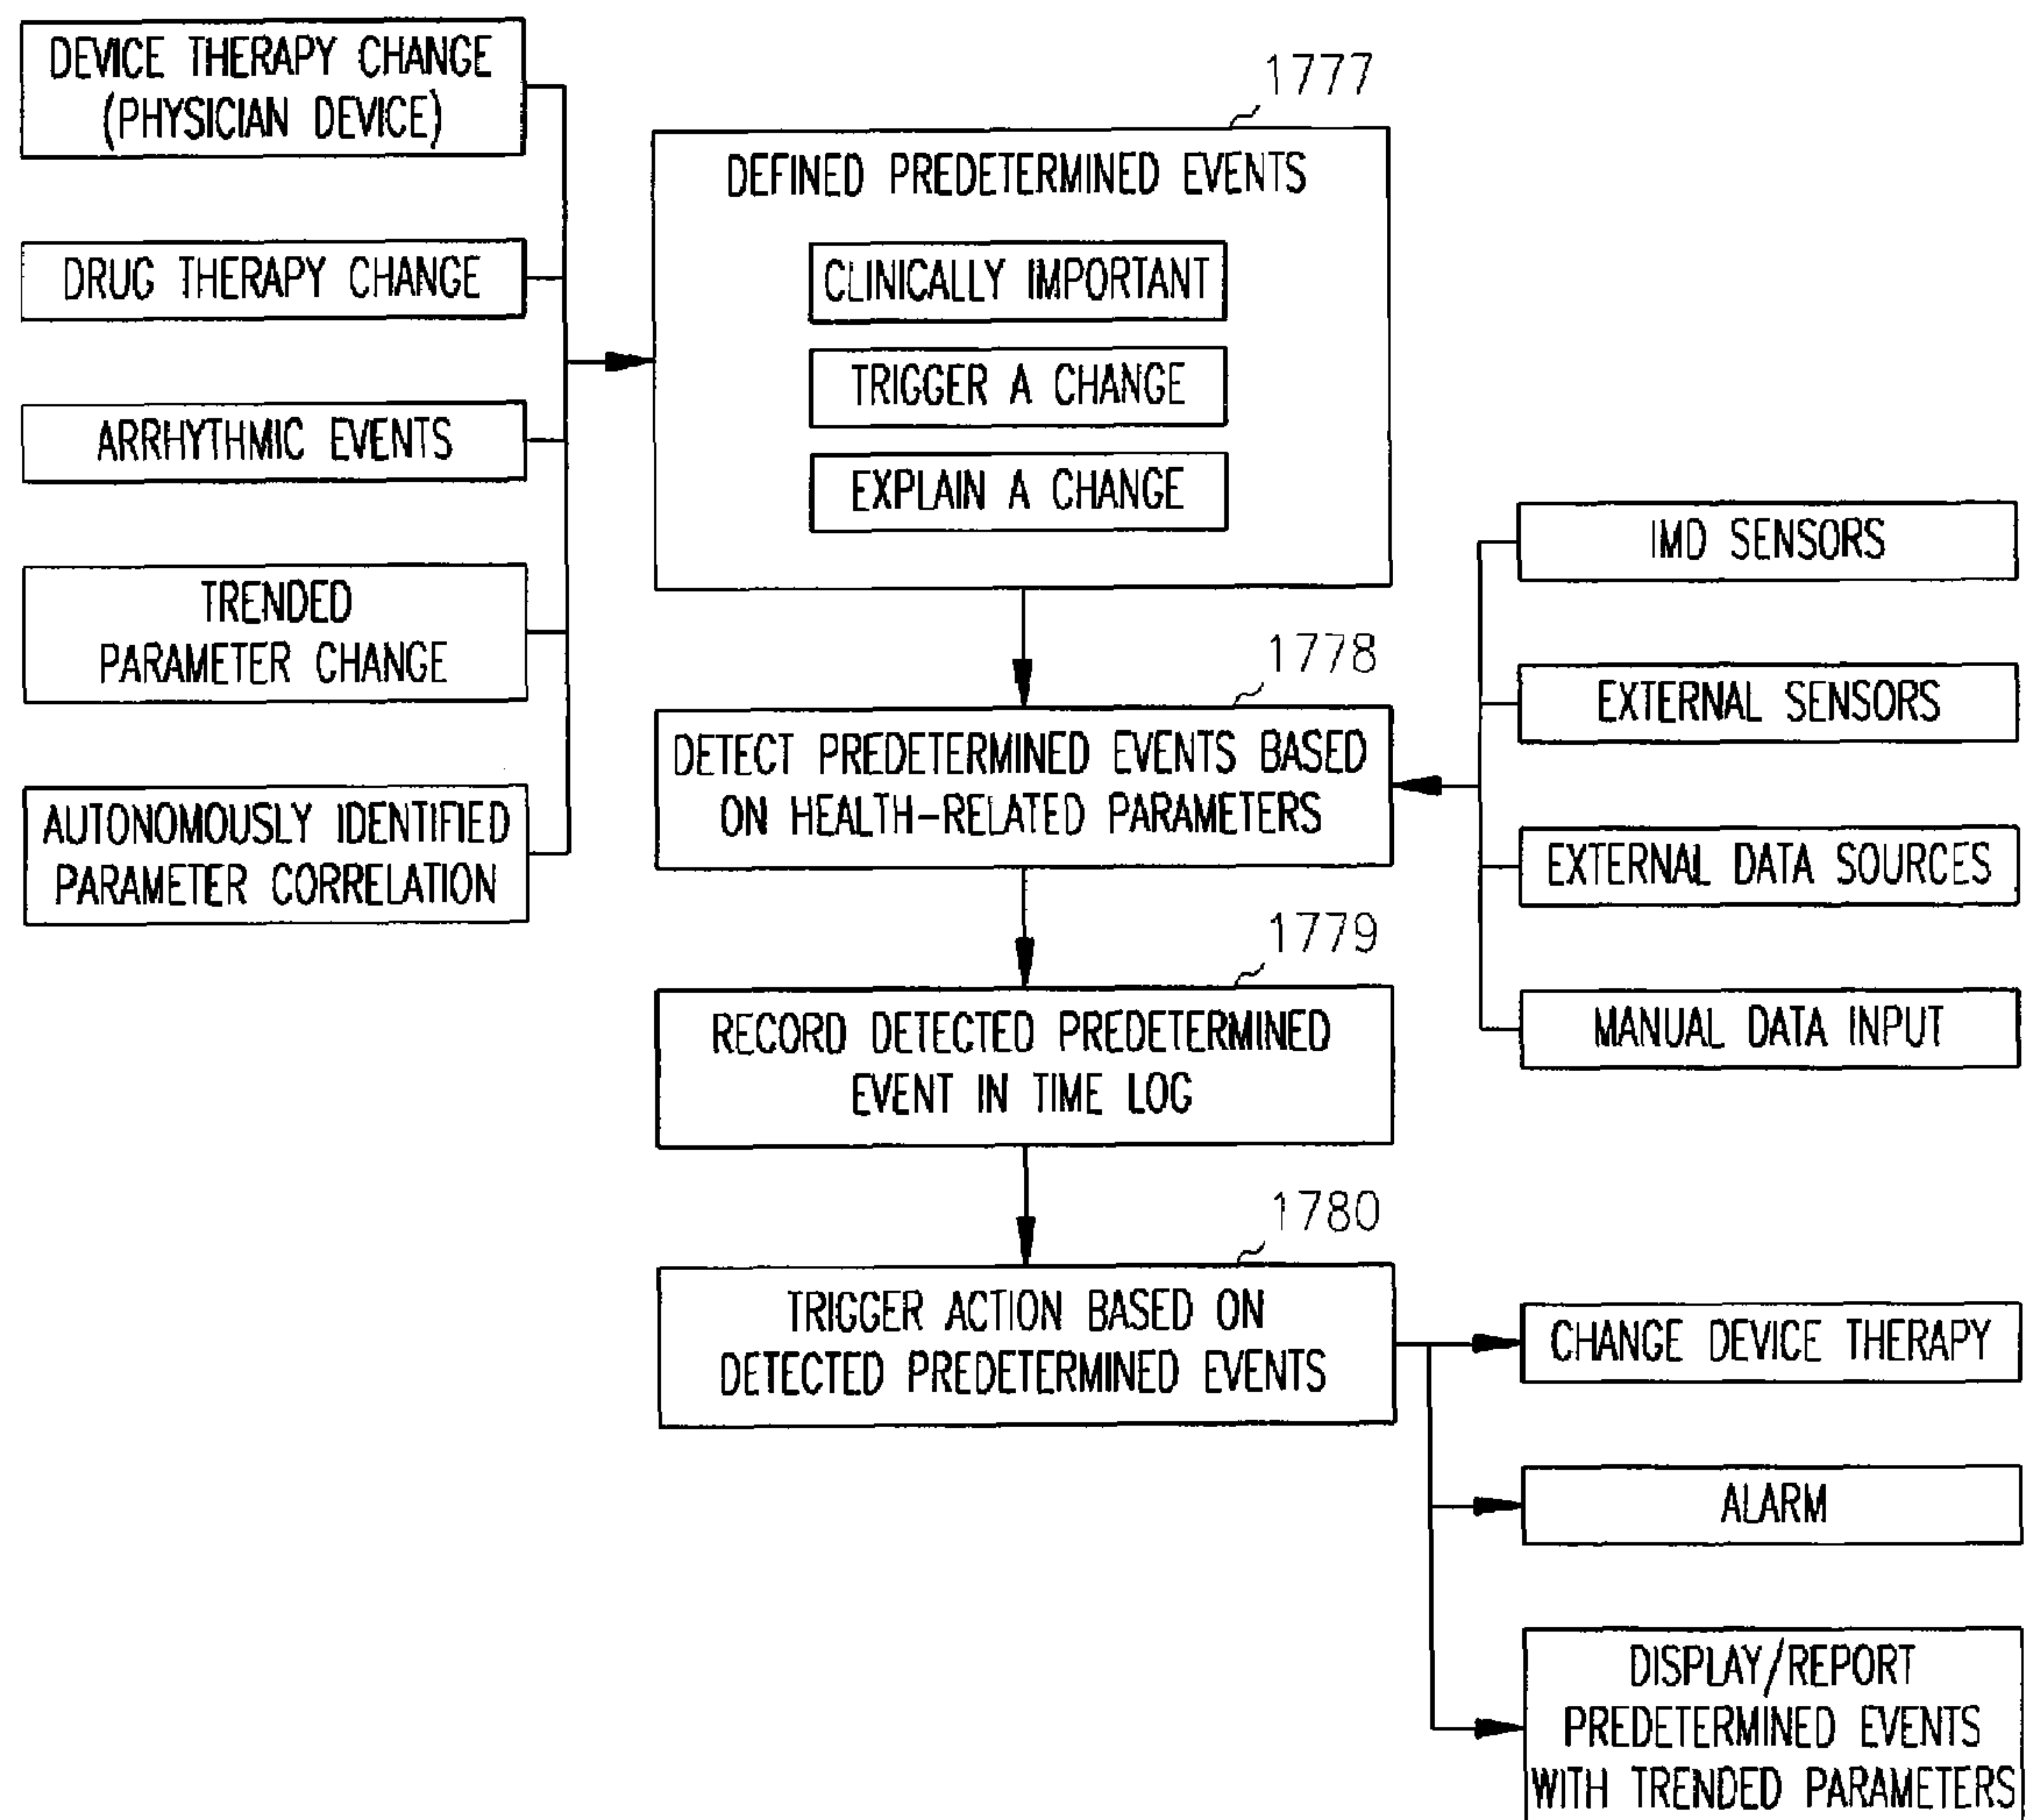 DEVICE THERAPY CHANGE
(PHYSICIAN DEVICE)
DRUG THERAPY CHANGE
ARRHYTHMIC EVENTS
TRENDED
PARAMETER CHANGE
AUTONOMOUSLY IDENTIFIED
PARAMETER CORRELATION
1777
DEFINED PREDETERMINED EVENTS
CLINICALLY IMPORTANT
TRIGGER A CHANGE
EXPLAIN A CHANGE
1778
DETECT PREDETERMINED EVENTS BASED
ON HEALTH-RELATED PARAMETERS
IMD SENSORS
EXTERNAL SENSORS
EXTERNAL DATA SOURCES
MANUAL DATA INPUT
1779
RECORD DETECTED PREDETERMINED
EVENT IN TIME LOG
1780
TRIGGER ACTION BASED ON
DETECTED PREDETERMINED EVENTS
CHANGE DEVICE THERAPY
ALARM
DISPLAY/REPORT
PREDETERMINED EVENTS
WITH TRENDED PARAMETERS